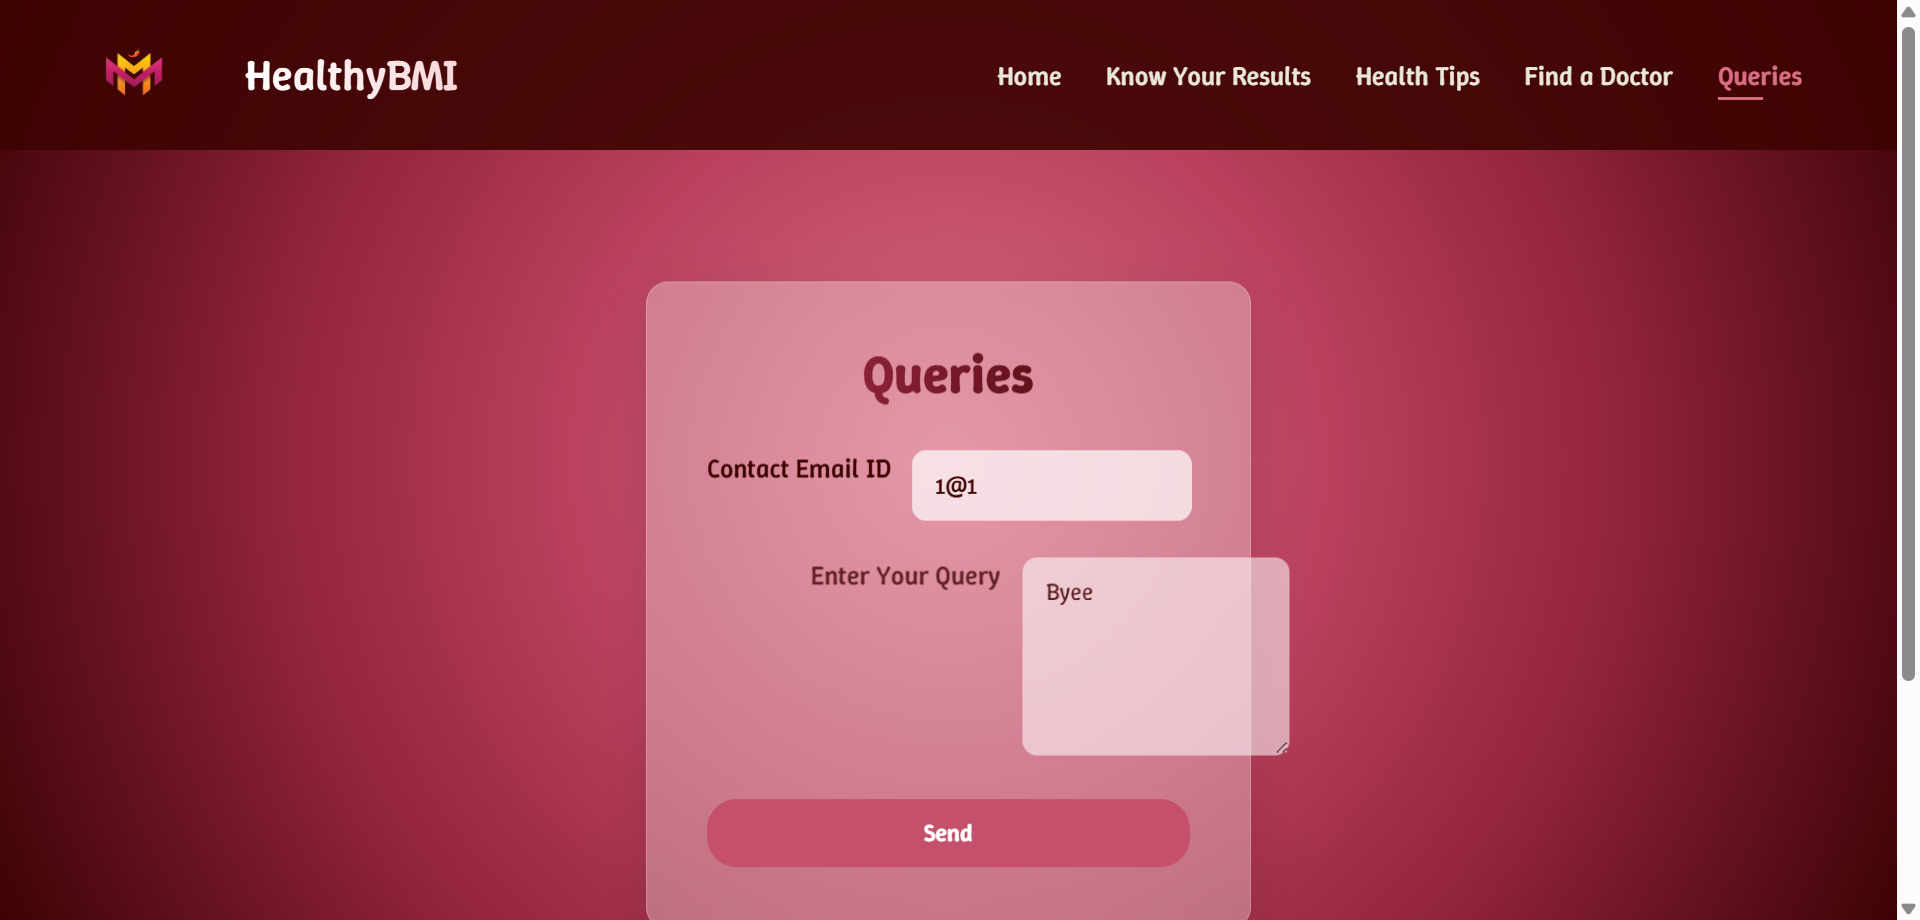 HealthyBMI
Home Know Your Results Health Tips Find a Doctor Queries
Queries
Contact Email ID 1@1
Enter Your Query Byee
Send